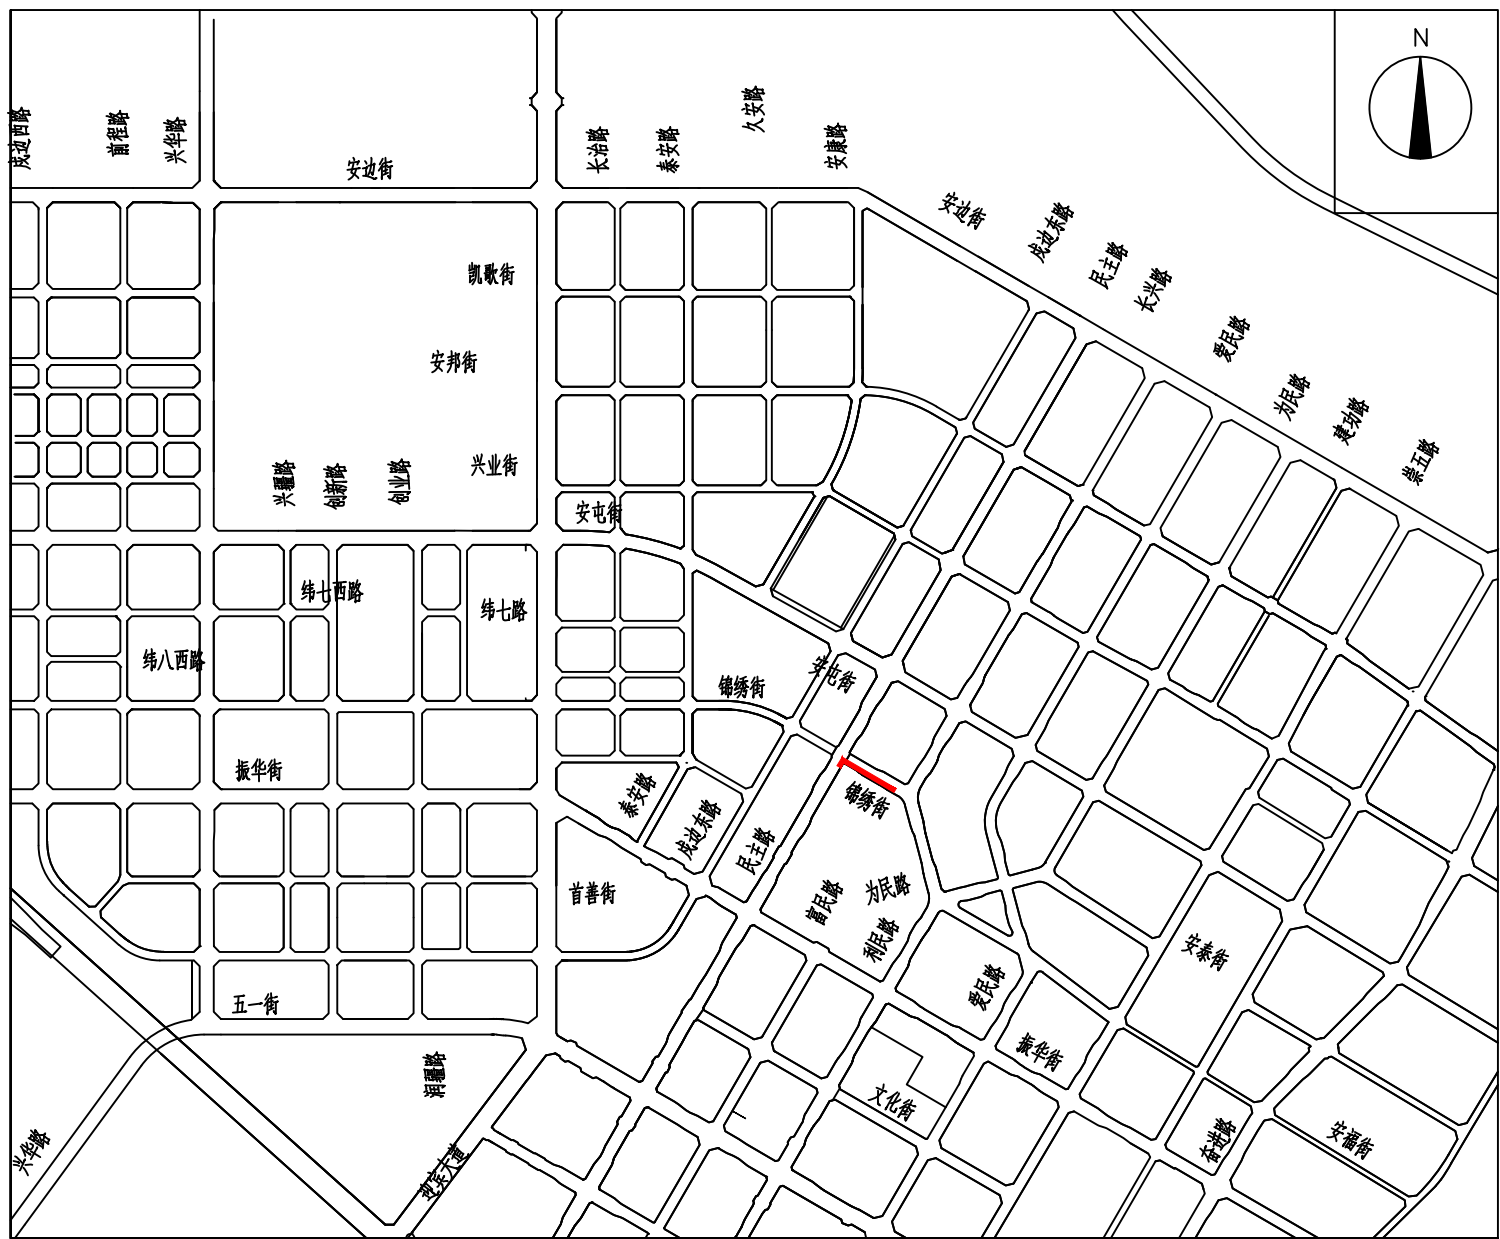 N
戍边西路
前程路
兴华路
安边街
长治路
泰安路
久安路
安康路
安边街
戍边东路
民主路
长兴路
爱民路
为民路
建功路
崇五路
凯歌街
安邦街
兴业街
兴疆路
创新路
创业路
安屯街
纬七西路
纬七路
纬八西路
锦绣街
安屯街
振华街
泰安路
戍边东路
民主路
锦绣街
首善街
富民路
为民路
利民路
爱民路
安泰街
五一街
润疆路
振华街
文化街
奋进路
安福街
兴华路
迎宾大道